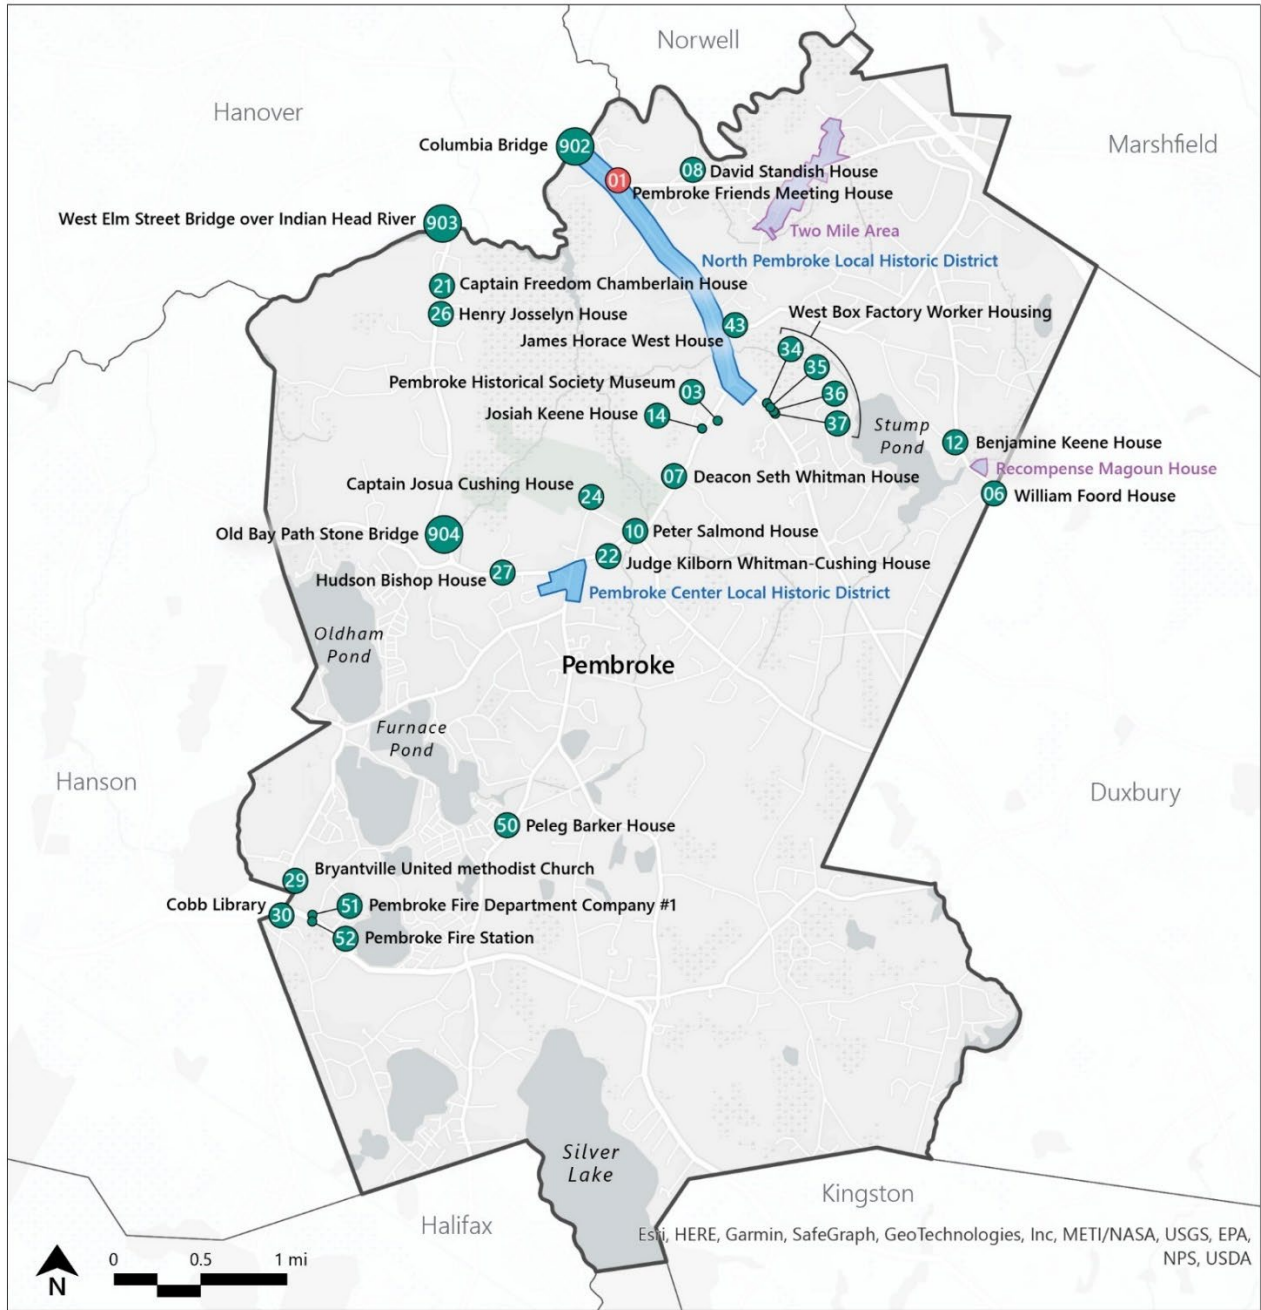 Norwell
Hanover
Marshfield
Columbia Bridge 902
01
08 David Standish House
Pembroke Friends Meeting House
West Elm Street Bridge over Indian Head River 903
Two Mile Area
North Pembroke Local Historic District
21 Captain Freedom Chamberlain House
26 Henry Josselyn House
West Box Factory Worker Housing
43
James Horace West House
34
35
36
37
Pembroke Historical Society Museum 03
Josiah Keene House 14
Stump
Pond
12 Benjamine Keene House
Recompense Magoun House
06 William Foord House
07 Deacon Seth Whitman House
Captain Josua Cushing House
24
Old Bay Path Stone Bridge 904
10 Peter Salmond House
22 Judge Kilborn Whitman-Cushing House
Hudson Bishop House 27
Pembroke Center Local Historic District
Oldham
Pond
Pembroke
Furnace
Pond
Hanson
Duxbury
50 Peleg Barker House
29 Bryantville United methodist Church
Cobb Library 30
51 Pembroke Fire Department Company #1
52 Pembroke Fire Station
Silver
Lake
Kingston
Halifax
Esri, HERE, Garmin, SafeGraph, GeoTechnologies, Inc, METI/NASA, USGS, EPA,
NPS, USDA
N
0 0.5 1 mi